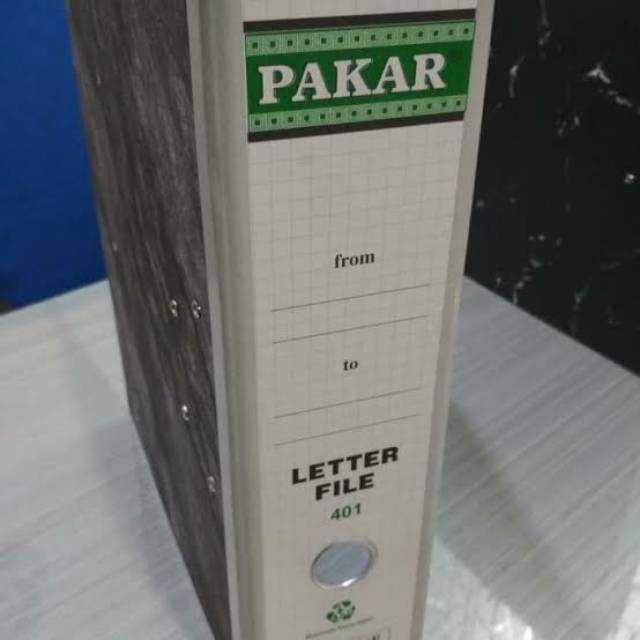 PAKAR
from
to
LETTER
FILE
401